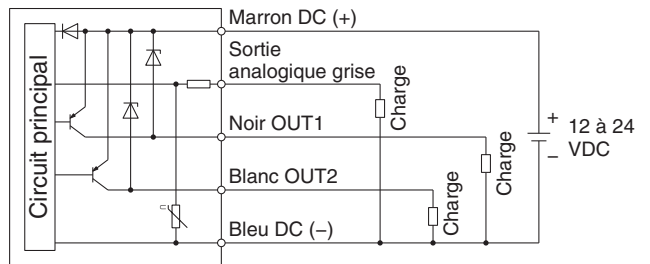 Circuit principal
Marron DC (+)
Sortie
analogique grise
Charge
Noir OUT1
Charge
Blanc OUT2
Charge
Bleu DC (−)
+
12 à 24
VDC
−